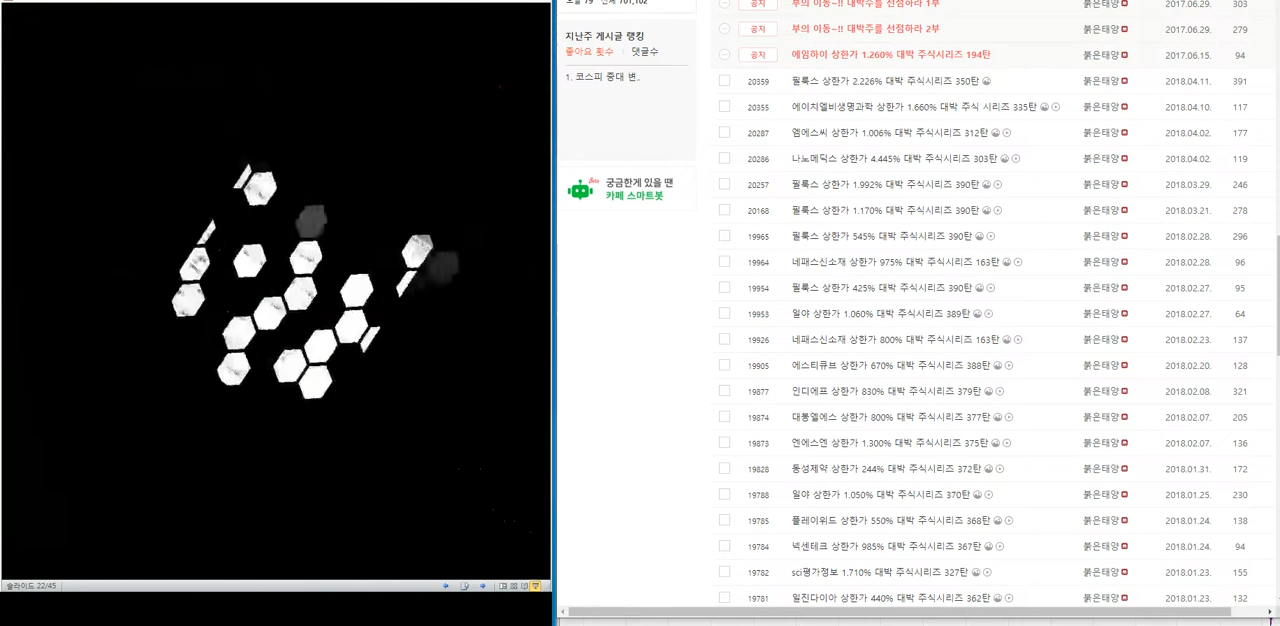 슬라이드 22/45
오늘 79 · 전체 701,102
지난주 게시글 랭킹
좋아요 횟수 댓글수
1. 코스피 중대 변..
궁금한게 있을 땐 Beta
카페 스마트봇
공지 부의 이동~!! 대박주를 선점하라 1부 붉은태양 2017.06.29. 303
공지 부의 이동~!! 대박주를 선점하라 2부 붉은태양 2017.06.29. 279
공지 에임하이 상한가 1.260% 대박 주식시리즈 194탄 붉은태양 2017.06.15. 94
20359 필룩스 상한가 2.226% 대박 주식시리즈 350탄 붉은태양 2018.04.11. 391
20355 에이치엘비생명과학 상한가 1.660% 대박 주식 시리즈 335탄 붉은태양 2018.04.10. 117
20287 엠에스씨 상한가 1.006% 대박 주식시리즈 312탄 붉은태양 2018.04.02. 177
20286 나노메딕스 상한가 4.445% 대박 주식시리즈 303탄 붉은태양 2018.04.02. 119
20257 필룩스 상한가 1.992% 대박 주식시리즈 390탄 붉은태양 2018.03.29. 246
20168 필룩스 상한가 1.170% 대박 주식시리즈 390탄 붉은태양 2018.03.21. 278
19965 필룩스 상한가 545% 대박 주식시리즈 390탄 붉은태양 2018.02.28. 296
19964 네패스신소재 상한가 975% 대박 주식시리즈 163탄 붉은태양 2018.02.28. 96
19954 필룩스 상한가 425% 대박 주식시리즈 390탄 붉은태양 2018.02.27. 95
19953 일야 상한가 1.060% 대박 주식시리즈 389탄 붉은태양 2018.02.27. 64
19926 네패스신소재 상한가 800% 대박 주식시리즈 163탄 붉은태양 2018.02.23. 137
19905 에스티큐브 상한가 670% 대박 주식시리즈 388탄 붉은태양 2018.02.20. 128
19877 인디에프 상한가 830% 대박 주식시리즈 379탄 붉은태양 2018.02.08. 321
19874 대동엘에스 상한가 800% 대박 주식시리즈 377탄 붉은태양 2018.02.07. 205
19873 엔에스엔 상한가 1.300% 대박 주식시리즈 375탄 붉은태양 2018.02.07. 136
19828 동성제약 상한가 244% 대박 주식시리즈 372탄 붉은태양 2018.01.31. 172
19788 일야 상한가 1.050% 대박 주식시리즈 370탄 붉은태양 2018.01.25. 230
19785 플레이위드 상한가 550% 대박 주식시리즈 368탄 붉은태양 2018.01.24. 138
19784 넥센테크 상한가 985% 대박 주식시리즈 367탄 붉은태양 2018.01.24. 94
19782 sci평가정보 1.710% 대박 주식시리즈 327탄 붉은태양 2018.01.23. 155
19781 일진다이아 상한가 440% 대박 주식시리즈 362탄 붉은태양 2018.01.23. 132